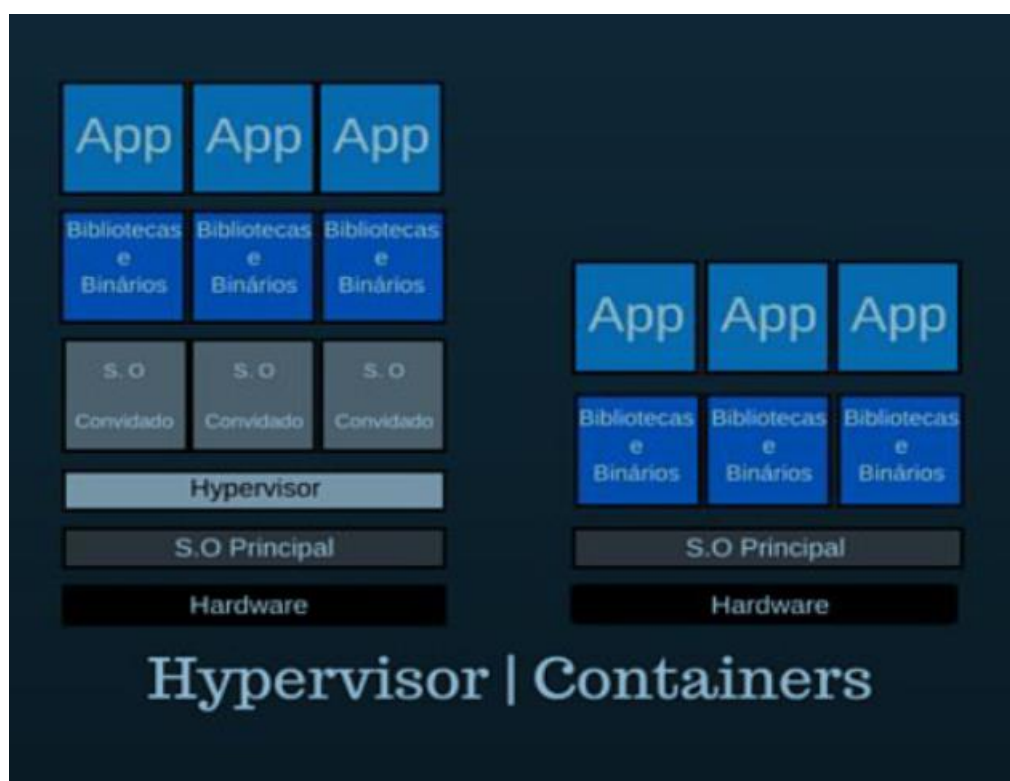 App App App
Bibliotecas Bibliotecas Bibliotecas
e e e
Binários Binários Binários
S. O S. O S. O
Convidado Convidado Convidado
Hypervisor
S.O Principal
Hardware
App App App
Bibliotecas Bibliotecas Bibliotecas
e e e
Binários Binários Binários
S.O Principal
Hardware
Hypervisor | Containers